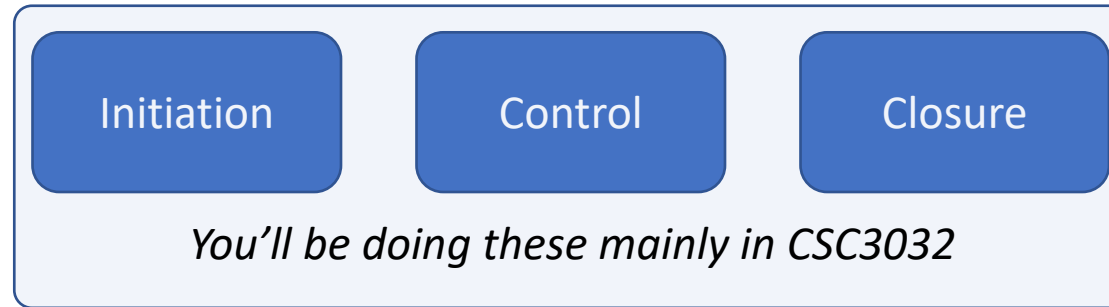 Initiation
Control
Closure
You’ll be doing these mainly in CSC3032